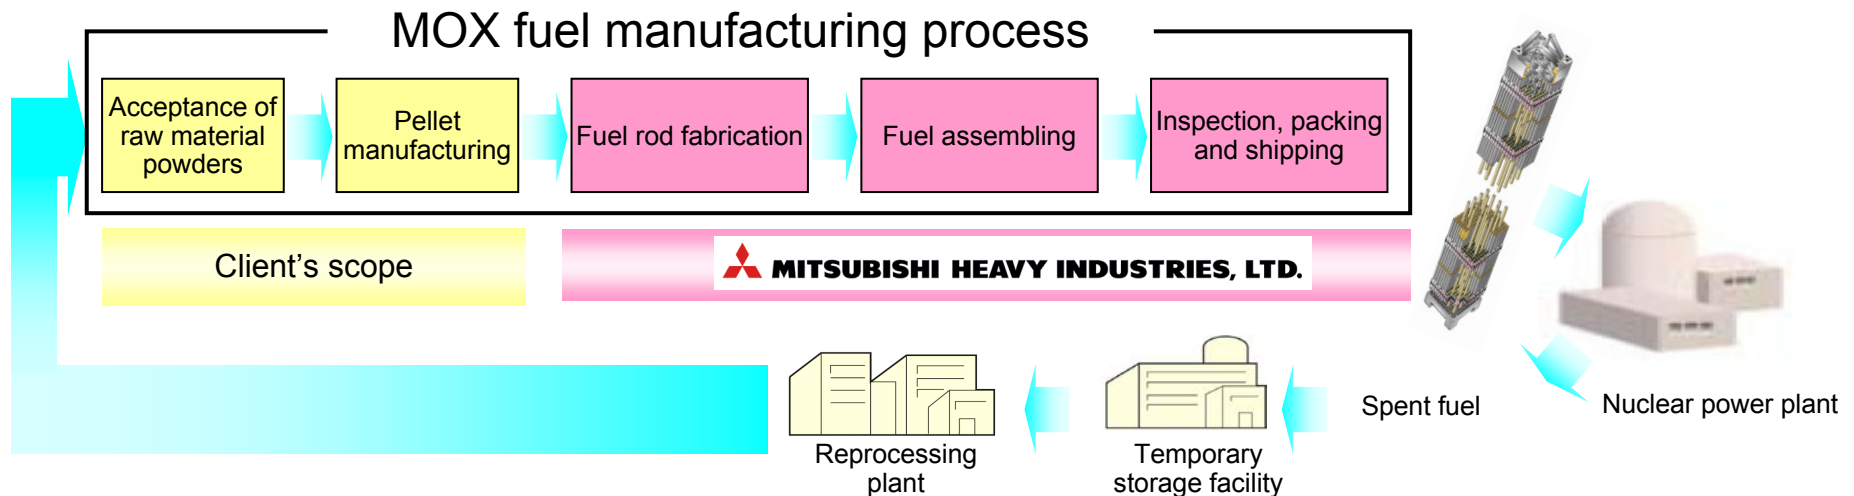 MOX fuel manufacturing process
Acceptance of
raw material
powders
Pellet
manufacturing
Fuel rod fabrication
Fuel assembling
Inspection, packing
and shipping
Client's scope
MITSUBISHI HEAVY INDUSTRIES, LTD.
Nuclear power plant
Spent fuel
Temporary
storage facility
Reprocessing
plant